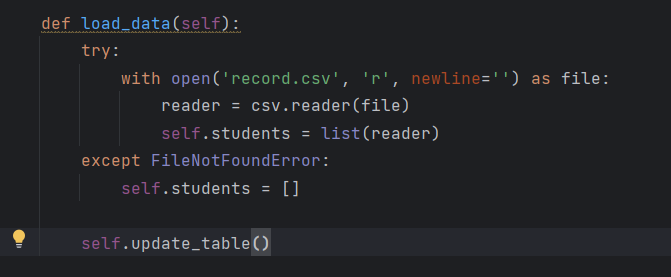 def load_data(self):
    try:
        with open('record.csv', 'r', newline='') as file:
            reader = csv.reader(file)
            self.students = list(reader)
    except FileNotFoundError:
        self.students = []

    self.update_table()